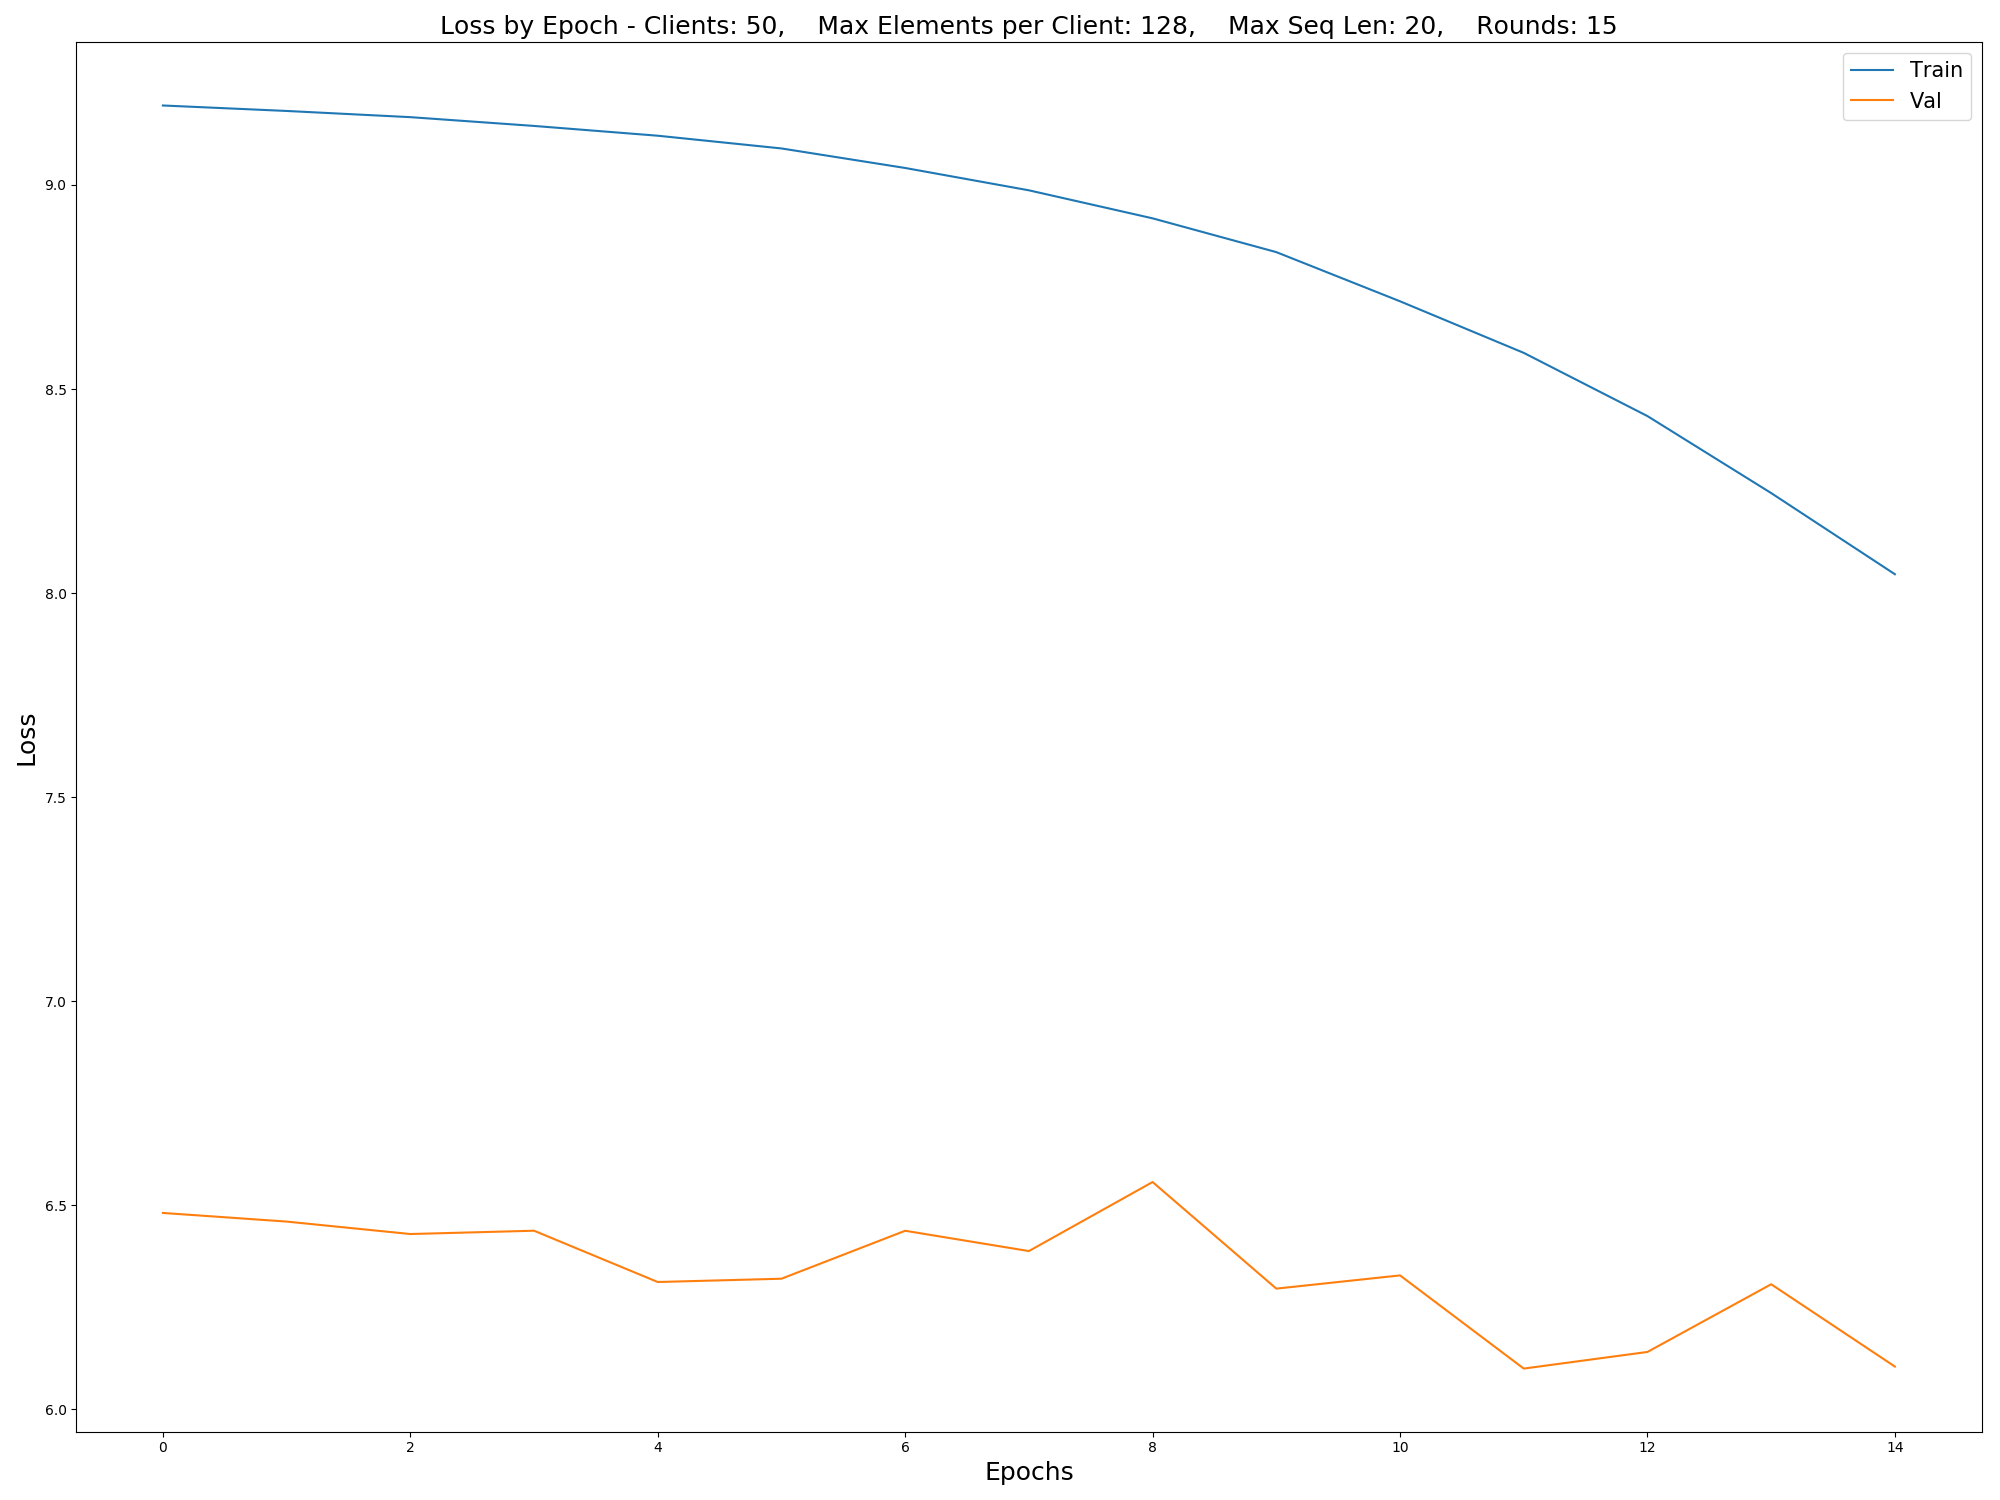 Loss by Epoch - Clients: 50,    Max Elements per Client: 128,    Max Seq Len: 20,    Rounds: 15
Train
Val
9.0
8.5
8.0
7.5
7.0
6.5
6.0
Loss
0 2 4 6 8 10 12 14
Epochs